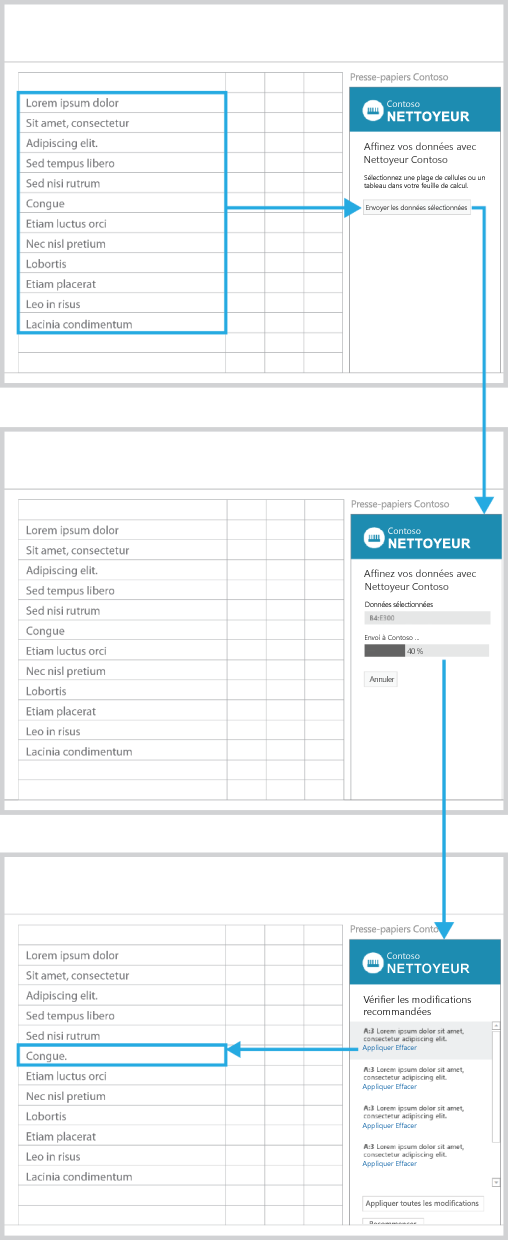 Presse-papiers Contoso
Contoso
NETTOYEUR
Lorem ipsum dolor
Sit amet, consectetur
Adipiscing elit.
Sed tempus libero
Sed nisi rutrum
Congue
Etiam luctus orci
Nec nisl pretium
Lobortis
Etiam placerat
Leo in risus
Lacinia condimentum
Affinez vos données avec
Nettoyeur Contoso
Sélectionnez une plage de cellules ou un
tableau dans votre feuille de calcul.
Envoyer les données sélectionnées
Presse-papiers Contoso
Contoso
NETTOYEUR
Lorem ipsum dolor
Sit amet, consectetur
Adipiscing elit.
Sed tempus libero
Sed nisi rutrum
Congue
Etiam luctus orci
Nec nisl pretium
Lobortis
Etiam placerat
Leo in risus
Lacinia condimentum
Affinez vos données avec
Nettoyeur Contoso
Données sélectionnées
B4:E300
Envoi à Contoso ...
40 %
Annuler
Presse-papiers Contoso
Contoso
NETTOYEUR
Lorem ipsum dolor
Sit amet, consectetur
Adipiscing elit.
Sed tempus libero
Sed nisi rutrum
Congue.
Etiam luctus orci
Nec nisl pretium
Lobortis
Etiam placerat
Leo in risus
Lacinia condimentum
Vérifier les modifications
recommandées
A:3 Lorem ipsum dolor sit amet,
consectetur adipiscing elit.
Appliquer Effacer
A:3 Lorem ipsum dolor sit amet,
consectetur adipiscing elit.
Appliquer Effacer
A:3 Lorem ipsum dolor sit amet,
consectetur adipiscing elit.
Appliquer Effacer
A:3 Lorem ipsum dolor sit amet,
consectetur adipiscing elit.
Appliquer Effacer
Appliquer toutes les modifications
Recommencer